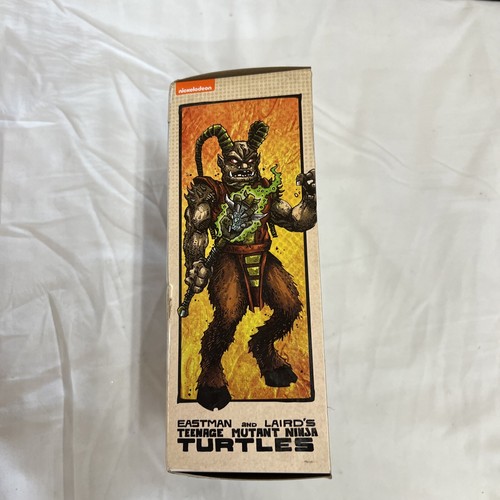 nickelodeon
EASTMAN AND LAIRD'S
TEENAGE MUTANT NINJA
TURTLES